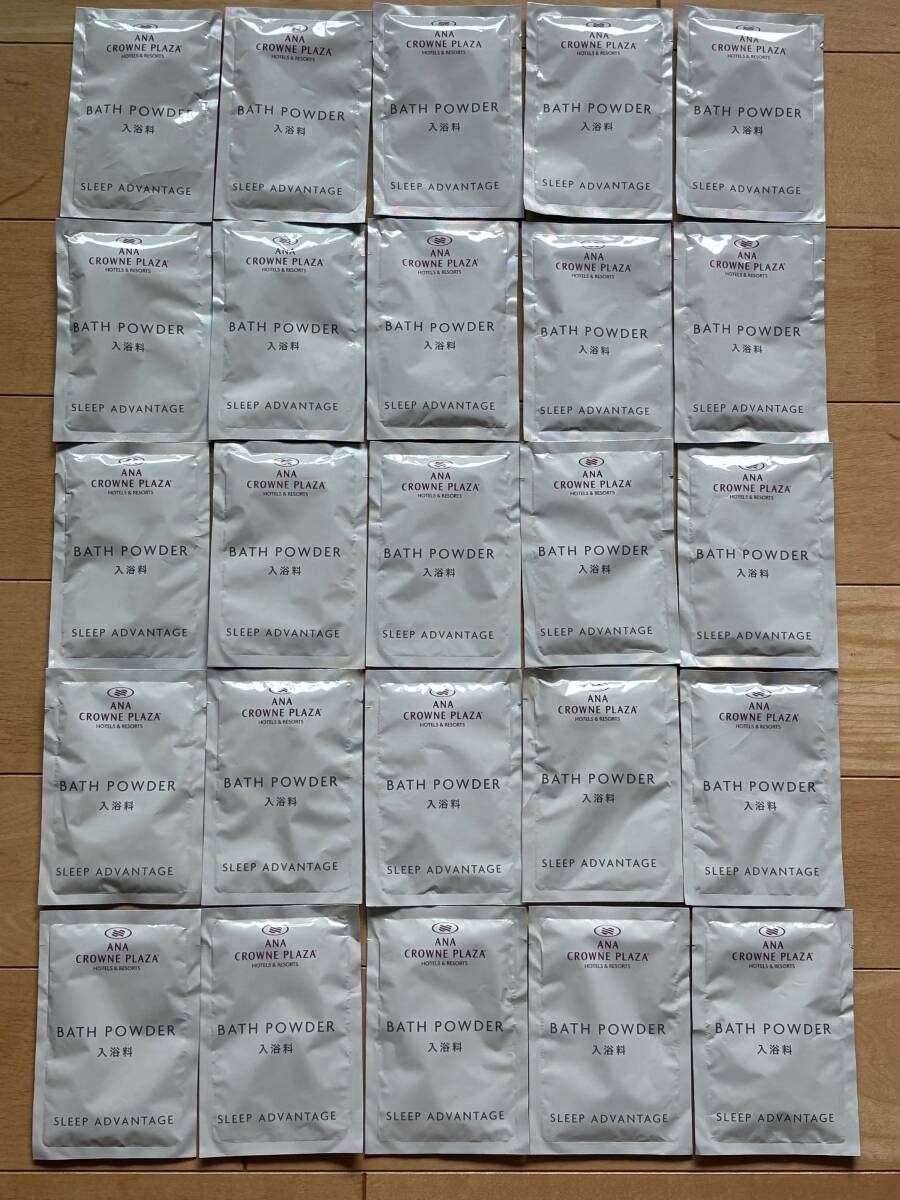 ANA
CROWNE PLAZA
HOTELS & RESORTS
BATH POWDER
入浴料
SLEEP ADVANTAGE
ANA
CROWNE PLAZA
HOTELS & RESORTS
BATH POWDER
入浴料
SLEEP ADVANTAGE
ANA
CROWNE PLAZA
HOTELS & RESORTS
BATH POWDER
入浴料
SLEEP ADVANTAGE
ANA
CROWNE PLAZA
HOTELS & RESORTS
BATH POWDER
入浴料
SLEEP ADVANTAGE
ANA
CROWNE PLAZA
HOTELS & RESORTS
BATH POWDER
入浴料
SLEEP ADVANTAGE
ANA
CROWNE PLAZA
HOTELS & RESORTS
BATH POWDER
入浴料
SLEEP ADVANTAGE
ANA
CROWNE PLAZA
HOTELS & RESORTS
BATH POWDER
入浴料
SLEEP ADVANTAGE
ANA
CROWNE PLAZA
HOTELS & RESORTS
BATH POWDER
入浴料
SLEEP ADVANTAGE
ANA
CROWNE PLAZA
HOTELS & RESORTS
BATH POWDER
入浴料
SLEEP ADVANTAGE
ANA
CROWNE PLAZA
HOTELS & RESORTS
BATH POWDER
入浴料
SLEEP ADVANTAGE
ANA
CROWNE PLAZA
HOTELS & RESORTS
BATH POWDER
入浴料
SLEEP ADVANTAGE
ANA
CROWNE PLAZA
HOTELS & RESORTS
BATH POWDER
入浴料
SLEEP ADVANTAGE
ANA
CROWNE PLAZA
HOTELS & RESORTS
BATH POWDER
入浴料
SLEEP ADVANTAGE
ANA
CROWNE PLAZA
HOTELS & RESORTS
BATH POWDER
入浴料
SLEEP ADVANTAGE
ANA
CROWNE PLAZA
HOTELS & RESORTS
BATH POWDER
入浴料
SLEEP ADVANTAGE
ANA
CROWNE PLAZA
HOTELS & RESORTS
BATH POWDER
入浴料
SLEEP ADVANTAGE
ANA
CROWNE PLAZA
HOTELS & RESORTS
BATH POWDER
入浴料
SLEEP ADVANTAGE
ANA
CROWNE PLAZA
HOTELS & RESORTS
BATH POWDER
入浴料
SLEEP ADVANTAGE
ANA
CROWNE PLAZA
HOTELS & RESORTS
BATH POWDER
入浴料
SLEEP ADVANTAGE
ANA
CROWNE PLAZA
HOTELS & RESORTS
BATH POWDER
入浴料
SLEEP ADVANTAGE
ANA
CROWNE PLAZA
HOTELS & RESORTS
BATH POWDER
入浴料
SLEEP ADVANTAGE
ANA
CROWNE PLAZA
HOTELS & RESORTS
BATH POWDER
入浴料
SLEEP ADVANTAGE
ANA
CROWNE PLAZA
HOTELS & RESORTS
BATH POWDER
入浴料
SLEEP ADVANTAGE
ANA
CROWNE PLAZA
HOTELS & RESORTS
BATH POWDER
入浴料
SLEEP ADVANTAGE
ANA
CROWNE PLAZA
HOTELS & RESORTS
BATH POWDER
入浴料
SLEEP ADVANTAGE